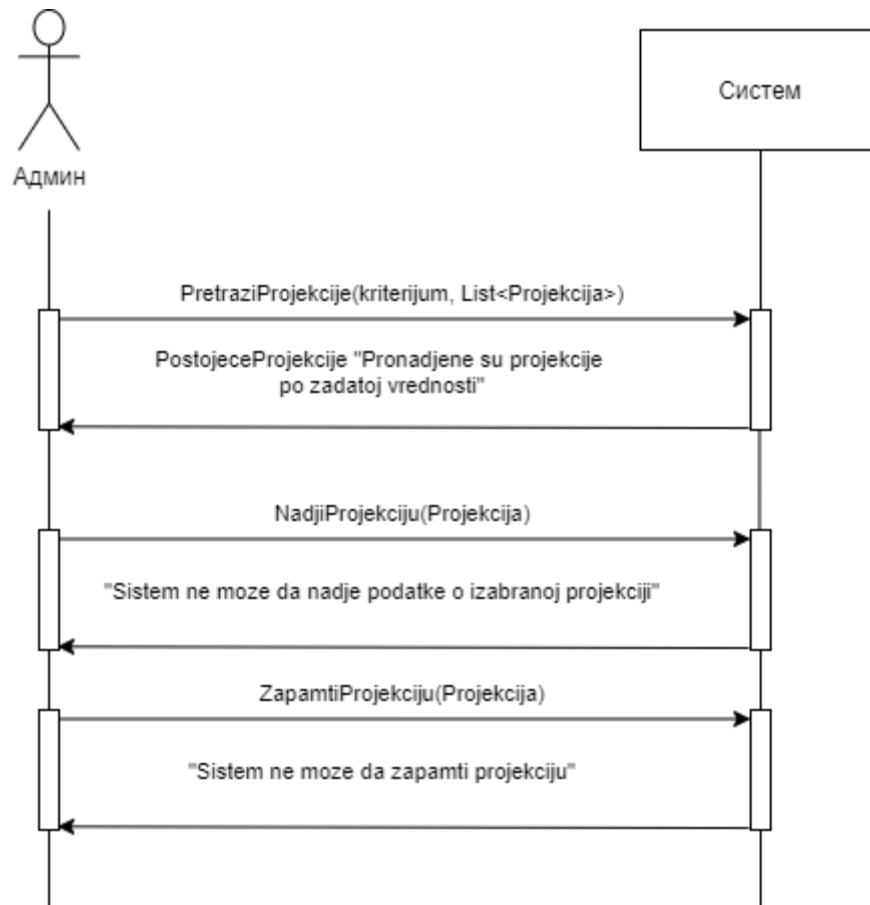 Систем
Админ
PretraziProjekcije(kriterijum, List<Projekcija>)
PostojeceProjekcije "Pronadjene su projekcije
po zadatoj vrednosti"
NadjiProjekciju(Projekcija)
"Sistem ne moze da nadje podatke o izabranoj projekciji"
ZapamtiProjekciju(Projekcija)
"Sistem ne moze da zapamti projekciju"